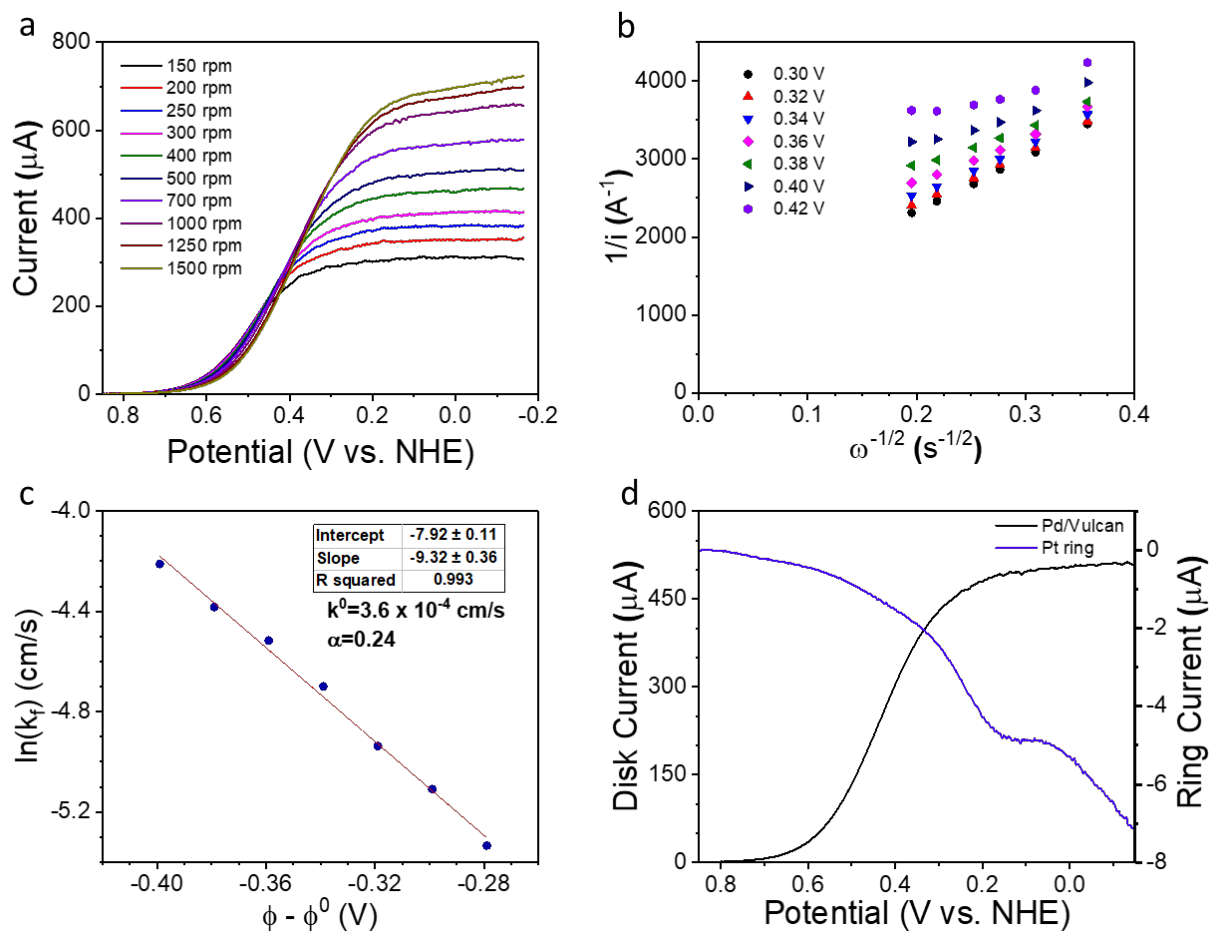 a
800
600
400
200
0
0.8
0.6
0.4
0.2
0.0
-0.2
Current (μA)
Potential (V vs. NHE)
150 rpm
200 rpm
250 rpm
300 rpm
400 rpm
500 rpm
700 rpm
1000 rpm
1250 rpm
1500 rpm
b
4000
3000
2000
1000
0
0.0
0.1
0.2
0.3
0.4
1/i (A⁻¹)
ω⁻¹/² (s⁻¹/²)
0.30 V
0.32 V
0.34 V
0.36 V
0.38 V
0.40 V
0.42 V
c
-4.0
-4.4
-4.8
-5.2
-0.40
-0.36
-0.32
-0.28
ln(k_f) (cm/s)
ϕ - ϕ⁰ (V)
Intercept -7.92 ± 0.11
Slope -9.32 ± 0.36
R squared 0.993
k⁰=3.6 x 10⁻⁴ cm/s
α=0.24
d
600
450
300
150
0
0.8
0.6
0.4
0.2
0.0
0
-2
-4
-6
-8
Disk Current (μA)
Ring Current (μA)
Potential (V vs. NHE)
Pd/Vulcan
Pt ring